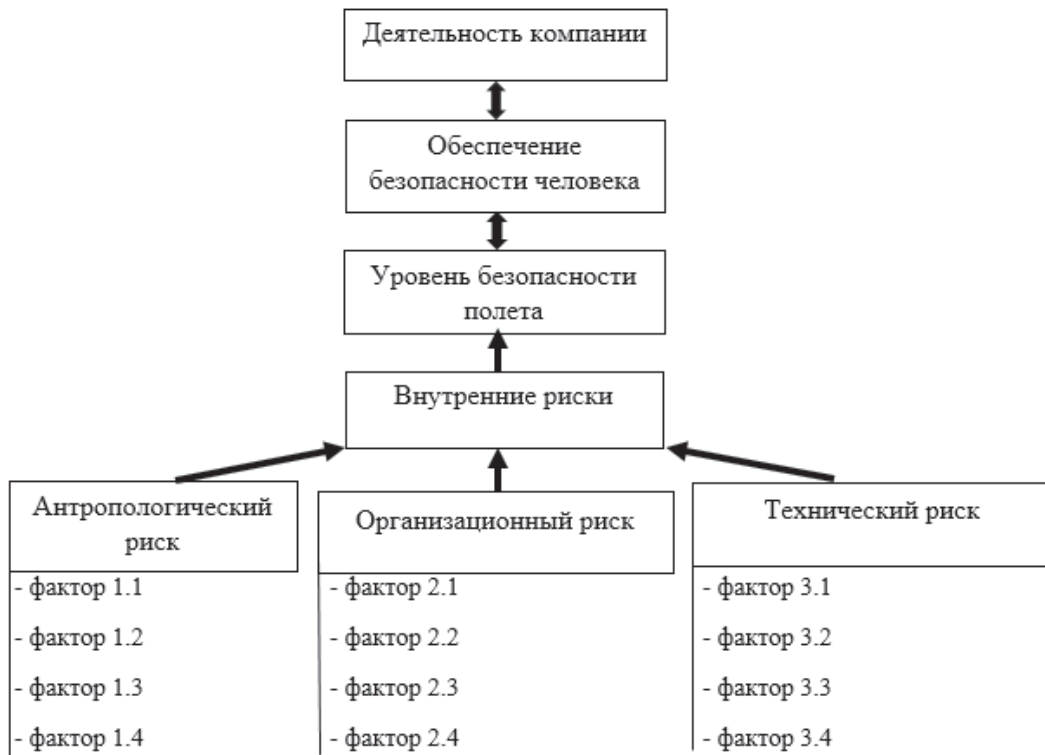 Деятельность компании
Обеспечение
безопасности человека
Уровень безопасности
полета
Внутренние риски
Антропологический
риск
- фактор 1.1
- фактор 1.2
- фактор 1.3
- фактор 1.4
Организационный риск
- фактор 2.1
- фактор 2.2
- фактор 2.3
- фактор 2.4
Технический риск
- фактор 3.1
- фактор 3.2
- фактор 3.3
- фактор 3.4